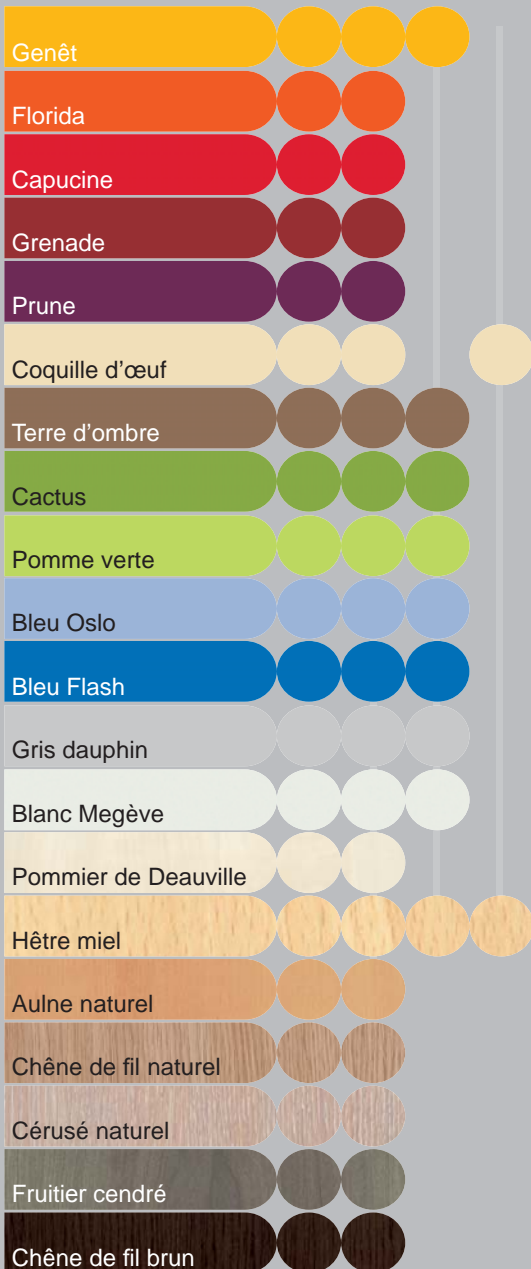 Genêt
Florida
Capucine
Grenade
Prune
Coquille d’œuf
Terre d’ombre
Cactus
Pomme verte
Bleu Oslo
Bleu Flash
Gris dauphin
Blanc Megève
Pommier de Deauville
Hêtre miel
Aulne naturel
Chêne de fil naturel
Cérusé naturel
Fruitier cendré
Chêne de fil brun